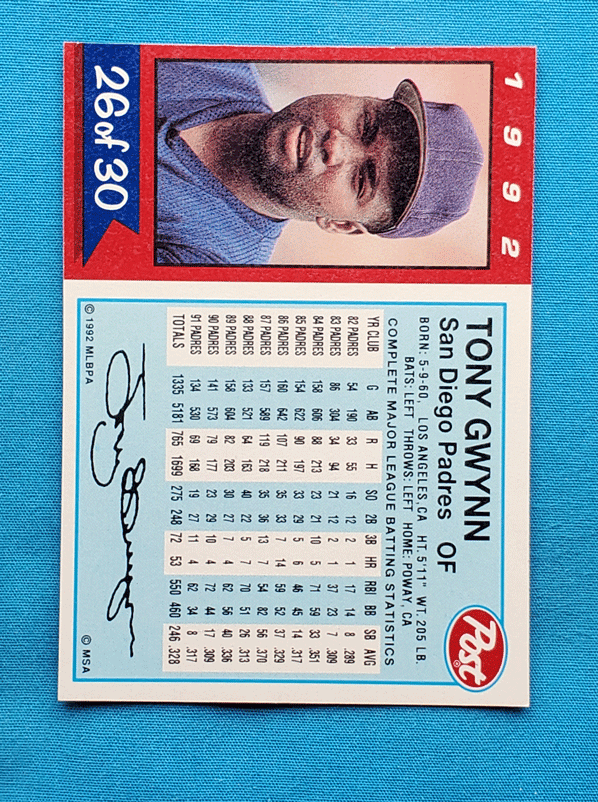 1992
26 of 30
Post®
TONY GWYNN
San Diego Padres OF
BORN: 5-9-60, LOS ANGELES, CA HT. 5'11" WT. 205 LB.
BATS: LEFT THROWS: LEFT HOME: POWAY, CA
COMPLETE MAJOR LEAGUE BATTING STATISTICS
YR CLUB G AB R H SO 2B 3B HR RBI BB SB AVG
82 PADRES 54 190 33 55 16 12 2 1 17 14 8 .289
83 PADRES 86 304 34 94 21 12 2 1 37 23 7 .309
84 PADRES 158 606 88 213 23 21 10 5 71 59 33 .351
85 PADRES 154 622 90 197 33 29 5 6 46 45 14 .317
86 PADRES 160 642 107 211 35 33 7 14 59 52 37 .329
87 PADRES 157 589 119 218 35 36 13 7 54 82 56 .370
88 PADRES 133 521 64 163 40 22 5 7 70 51 26 .313
89 PADRES 158 604 82 203 30 27 7 4 62 56 40 .336
90 PADRES 141 573 79 177 23 29 10 4 72 44 17 .309
91 PADRES 134 530 69 168 19 27 11 4 62 34 8 .317
TOTALS 1335 5181 765 1699 275 248 72 53 550 460 246 .328
Tony Gwynn
© 1992 MLBPA
© MSA